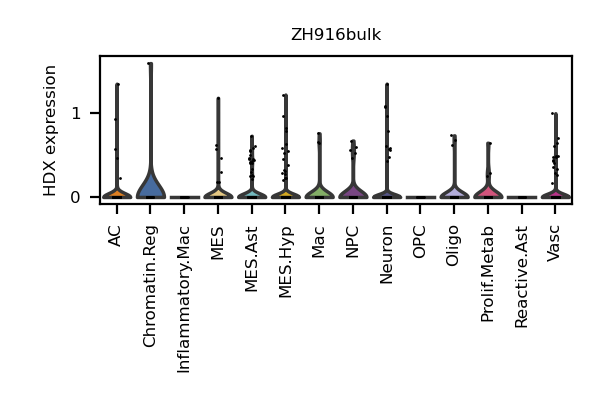 ZH916bulk
HDX expression
1
0
AC
Chromatin.Reg
Inflammatory.Mac
MES
MES.Ast
MES.Hyp
Mac
NPC
Neuron
OPC
Oligo
Prolif.Metab
Reactive.Ast
Vasc